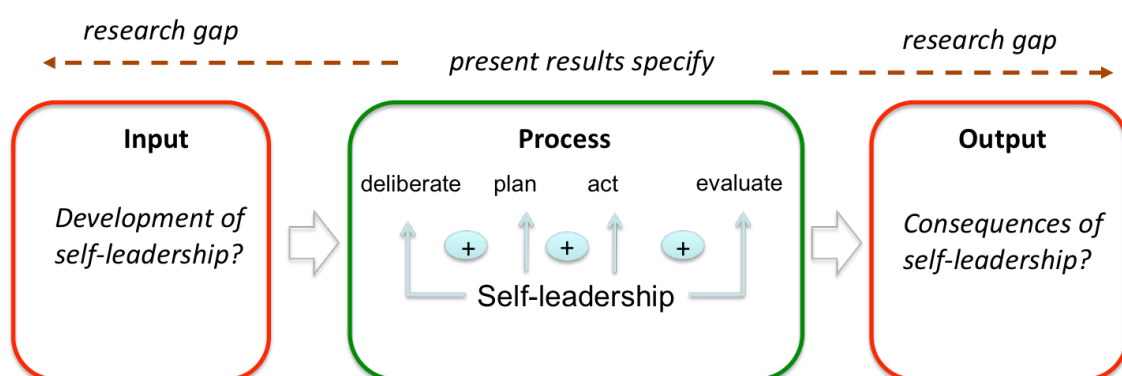 research gap
present results specify
research gap
Input
Development of
self-leadership?
Process
deliberate plan act evaluate
+ + +
Self-leadership
Output
Consequences of
self-leadership?